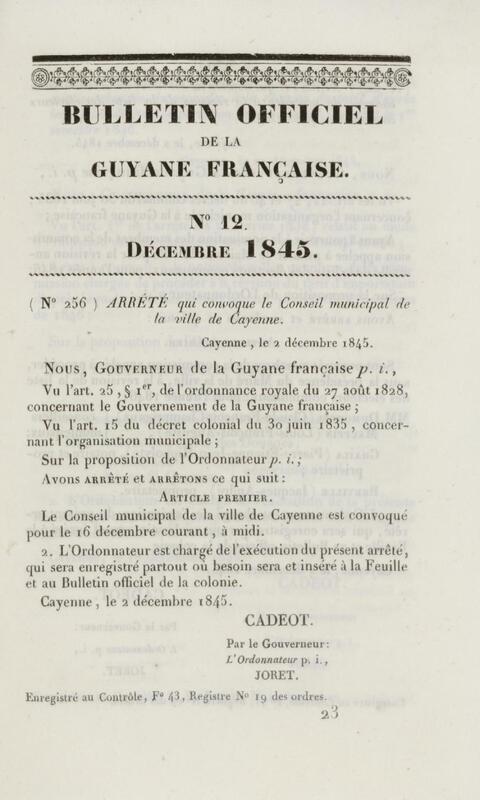 BULLETIN OFFICIEL
DE LA
GUYANE FRANÇAISE.
N° 12.
DÉCEMBRE 1845.
( N° 256 ) ARRÊTÉ qui convoque le Conseil municipal de
la ville de Cayenne.
Cayenne, le 2 décembre 1845.
NOUS, GOUVERNEUR de la Guyane française p. i.,
Vu l'art. 25, § 1er, de l'ordonnance royale du 27 août 1828,
concernant le Gouvernement de la Guyane française ;
Vu l'art. 15 du décret colonial du 30 juin 1835, concer-
nant l'organisation municipale ;
Sur la proposition de l'Ordonnateur p. i.;
AVONS ARRÊTÉ et ARRÊTONS ce qui suit :
ARTICLE PREMIER.
Le Conseil municipal de la ville de Cayenne est convoqué
pour le 16 décembre courant, à midi.
2. L'Ordonnateur est chargé de l'exécution du présent arrêté,
qui sera enregistré partout où besoin sera et inséré à la Feuille
et au Bulletin officiel de la colonie.
Cayenne, le 2 décembre 1845.
CADEOT.
Par le Gouverneur :
L'Ordonnateur p. i.,
JORET.
Enregistré au Contrôle, F° 43, Registre N° 19 des ordres.
23